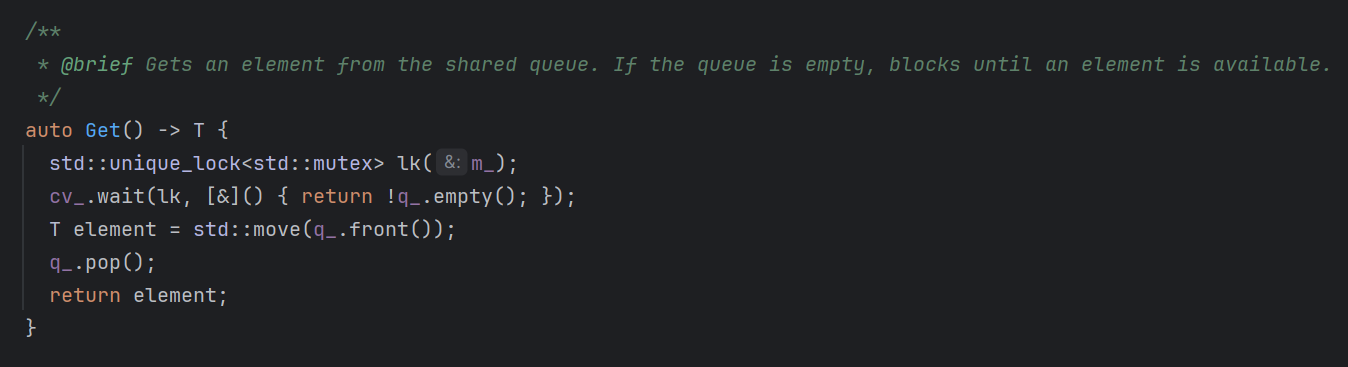 /**
 * @brief Gets an element from the shared queue. If the queue is empty, blocks until an element is available.
 */
auto Get() -> T {
  std::unique_lock<std::mutex> lk(&: m_);
  cv_.wait(lk, [&]() { return !q_.empty(); });
  T element = std::move(q_.front());
  q_.pop();
  return element;
}